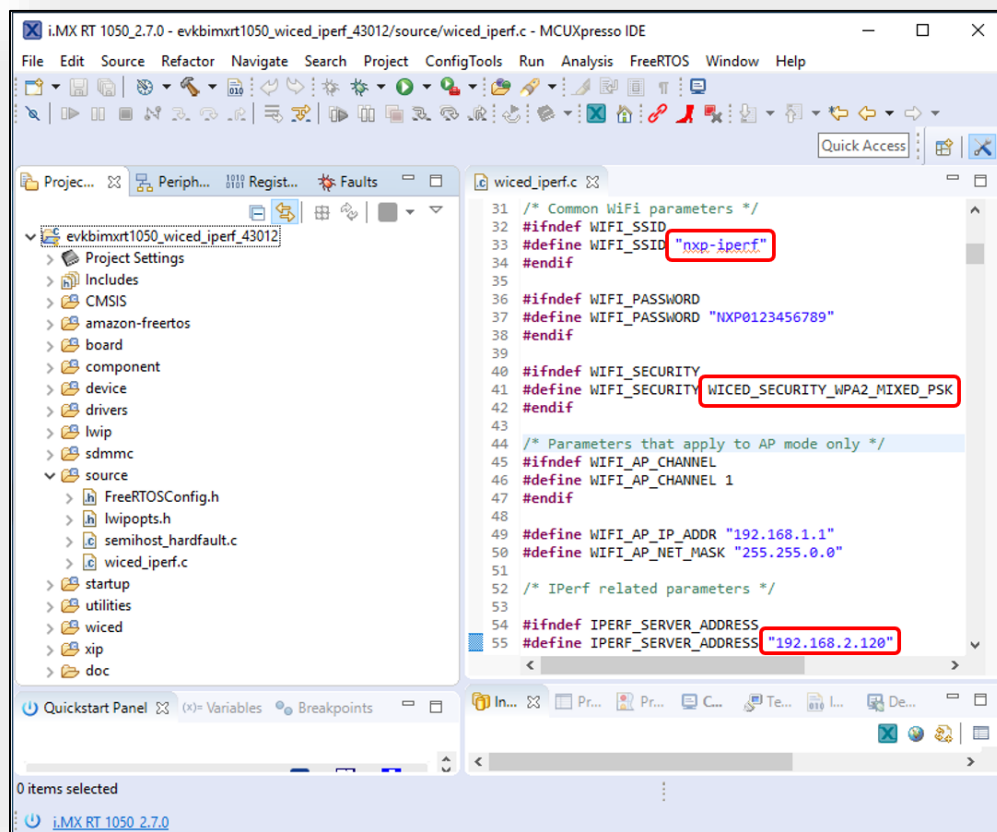 i.MX RT 1050_2.7.0 - evkbimxrt1050_wiced_iperf_43012/source/wiced_iperf.c - MCUXpresso IDE
File Edit Source Refactor Navigate Search Project ConfigTools Run Analysis FreeRTOS Window Help
Quick Access
Projec... Periph... Regist... Faults
evkbimxrt1050_wiced_iperf_43012
Project Settings
Includes
CMSIS
amazon-freertos
board
component
device
drivers
lwip
sdmmc
source
FreeRTOSConfig.h
lwipopts.h
semihost_hardfault.c
wiced_iperf.c
startup
utilities
wiced
xip
doc
wiced_iperf.c
31 /* Common WiFi parameters */
32 #ifndef WIFI_SSID
33 #define WIFI_SSID "nxp-iperf"
34 #endif
35
36 #ifndef WIFI_PASSWORD
37 #define WIFI_PASSWORD "NXP0123456789"
38 #endif
39
40 #ifndef WIFI_SECURITY
41 #define WIFI_SECURITY WICED_SECURITY_WPA2_MIXED_PSK
42 #endif
43
44 /* Parameters that apply to AP mode only */
45 #ifndef WIFI_AP_CHANNEL
46 #define WIFI_AP_CHANNEL 1
47 #endif
48
49 #define WIFI_AP_IP_ADDR "192.168.1.1"
50 #define WIFI_AP_NET_MASK "255.255.0.0"
51
52 /* IPerf related parameters */
53
54 #ifndef IPERF_SERVER_ADDRESS
55 #define IPERF_SERVER_ADDRESS "192.168.2.120"
Quickstart Panel (x)= Variables Breakpoints
In... Pr... Pr... C... Te... I... De...
0 items selected
i.MX RT 1050 2.7.0